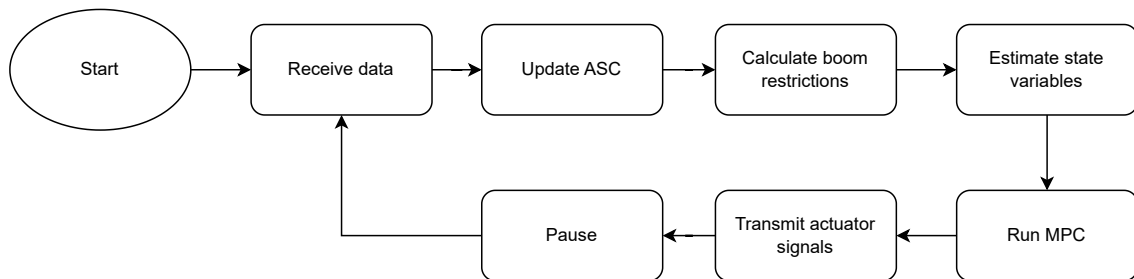 Start
Receive data
Update ASC
Calculate boom
restrictions
Estimate state
variables
Run MPC
Transmit actuator
signals
Pause